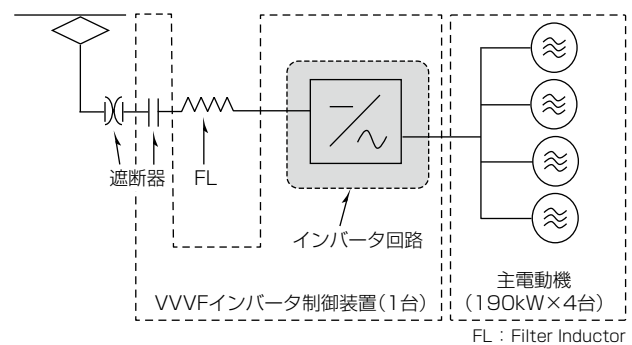 遮断器
FL
インバータ回路
VVVFインバータ制御装置（1台）
主電動機
（190kW×4台）
FL：Filter Inductor